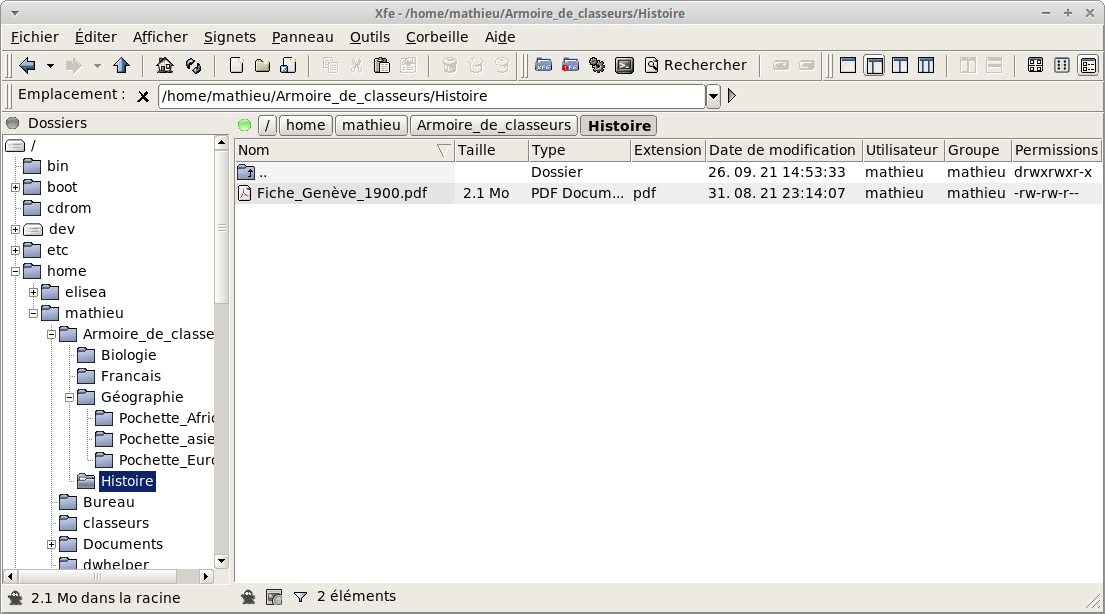 Xfe - /home/mathieu/Armoire_de_classeurs/Histoire
Fichier Éditer Afficher Signets Panneau Outils Corbeille Aide
Rechercher
Emplacement : /home/mathieu/Armoire_de_classeurs/Histoire
Dossiers
/
bin
boot
cdrom
dev
etc
home
elisea
mathieu
Armoire_de_classe
Biologie
Francais
Géographie
Pochette_Afric
Pochette_asie
Pochette_Euro
Histoire
Bureau
classeurs
Documents
dwhelper
2.1 Mo dans la racine
/ home mathieu Armoire_de_classeurs Histoire
Nom Taille Type Extension Date de modification Utilisateur Groupe Permissions
.. Dossier 26. 09. 21 14:53:33 mathieu mathieu drwxrwxr-x
Fiche_Genève_1900.pdf 2.1 Mo PDF Docum... pdf 31. 08. 21 23:14:07 mathieu mathieu -rw-rw-r--
2 éléments